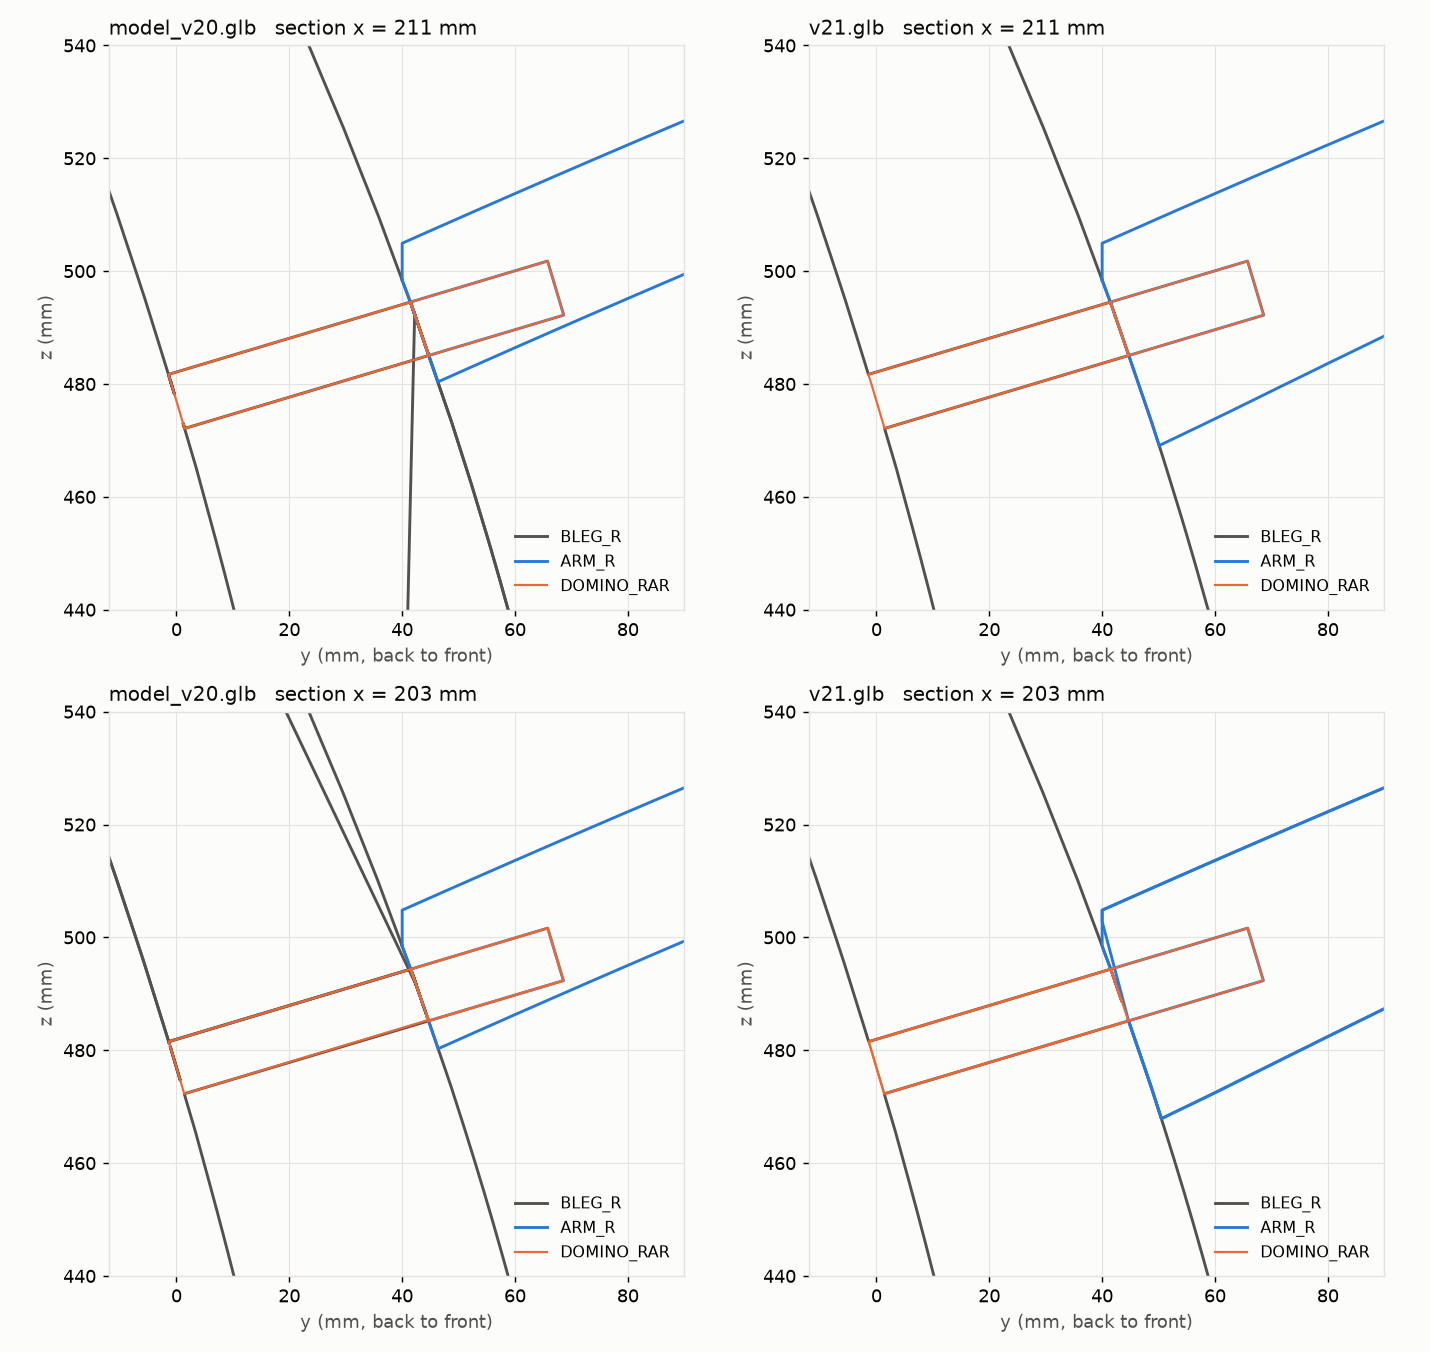 model_v20.glb   section x = 211 mm
540
520
500
480
460
440
z (mm)
0
20
40
60
80
y (mm, back to front)
BLEG_R
ARM_R
DOMINO_RAR
v21.glb   section x = 211 mm
540
520
500
480
460
440
z (mm)
0
20
40
60
80
y (mm, back to front)
BLEG_R
ARM_R
DOMINO_RAR
model_v20.glb   section x = 203 mm
540
520
500
480
460
440
z (mm)
0
20
40
60
80
y (mm, back to front)
BLEG_R
ARM_R
DOMINO_RAR
v21.glb   section x = 203 mm
540
520
500
480
460
440
z (mm)
0
20
40
60
80
y (mm, back to front)
BLEG_R
ARM_R
DOMINO_RAR